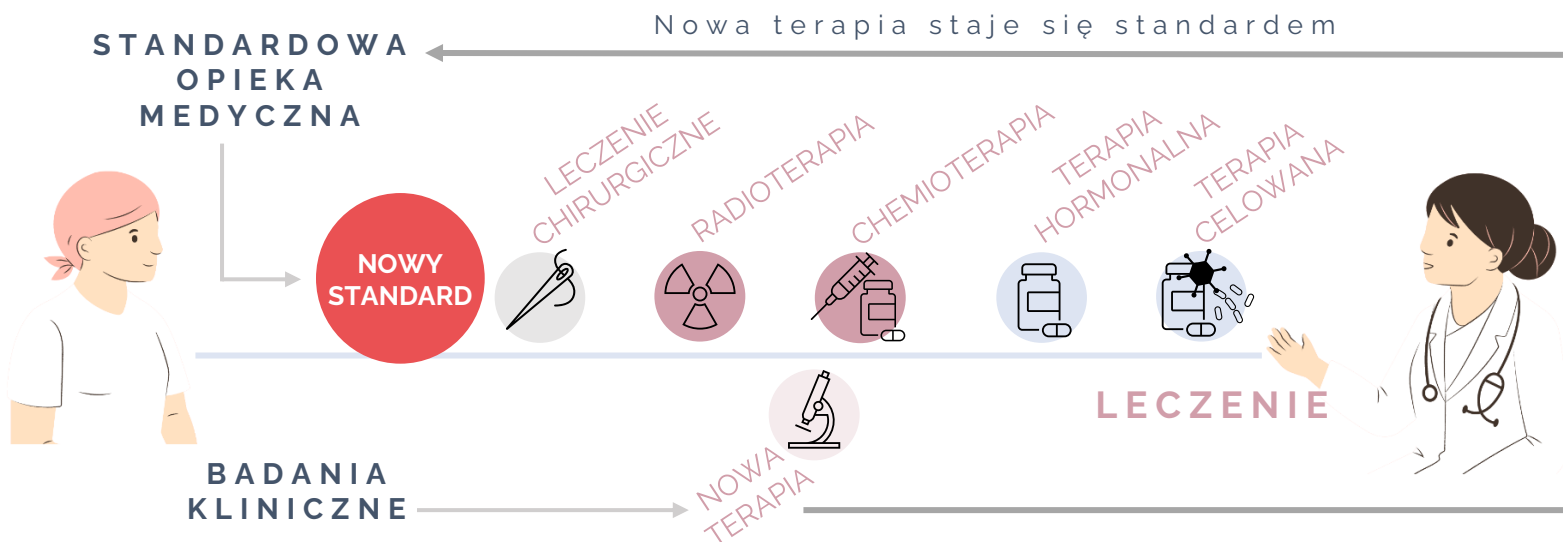 Nowa terapia staje się standardem
STANDARDOWA
OPIEKA
MEDYCZNA
LECZENIE
CHIRURGICZNE
RADIOTERAPIA
CHEMIOTERAPIA
TERAPIA
HORMONALNA
TERAPIA
CELOWANA
NOWY
STANDARD
LECZENIE
BADANIA
KLINICZNE
NOWA
TERAPIA